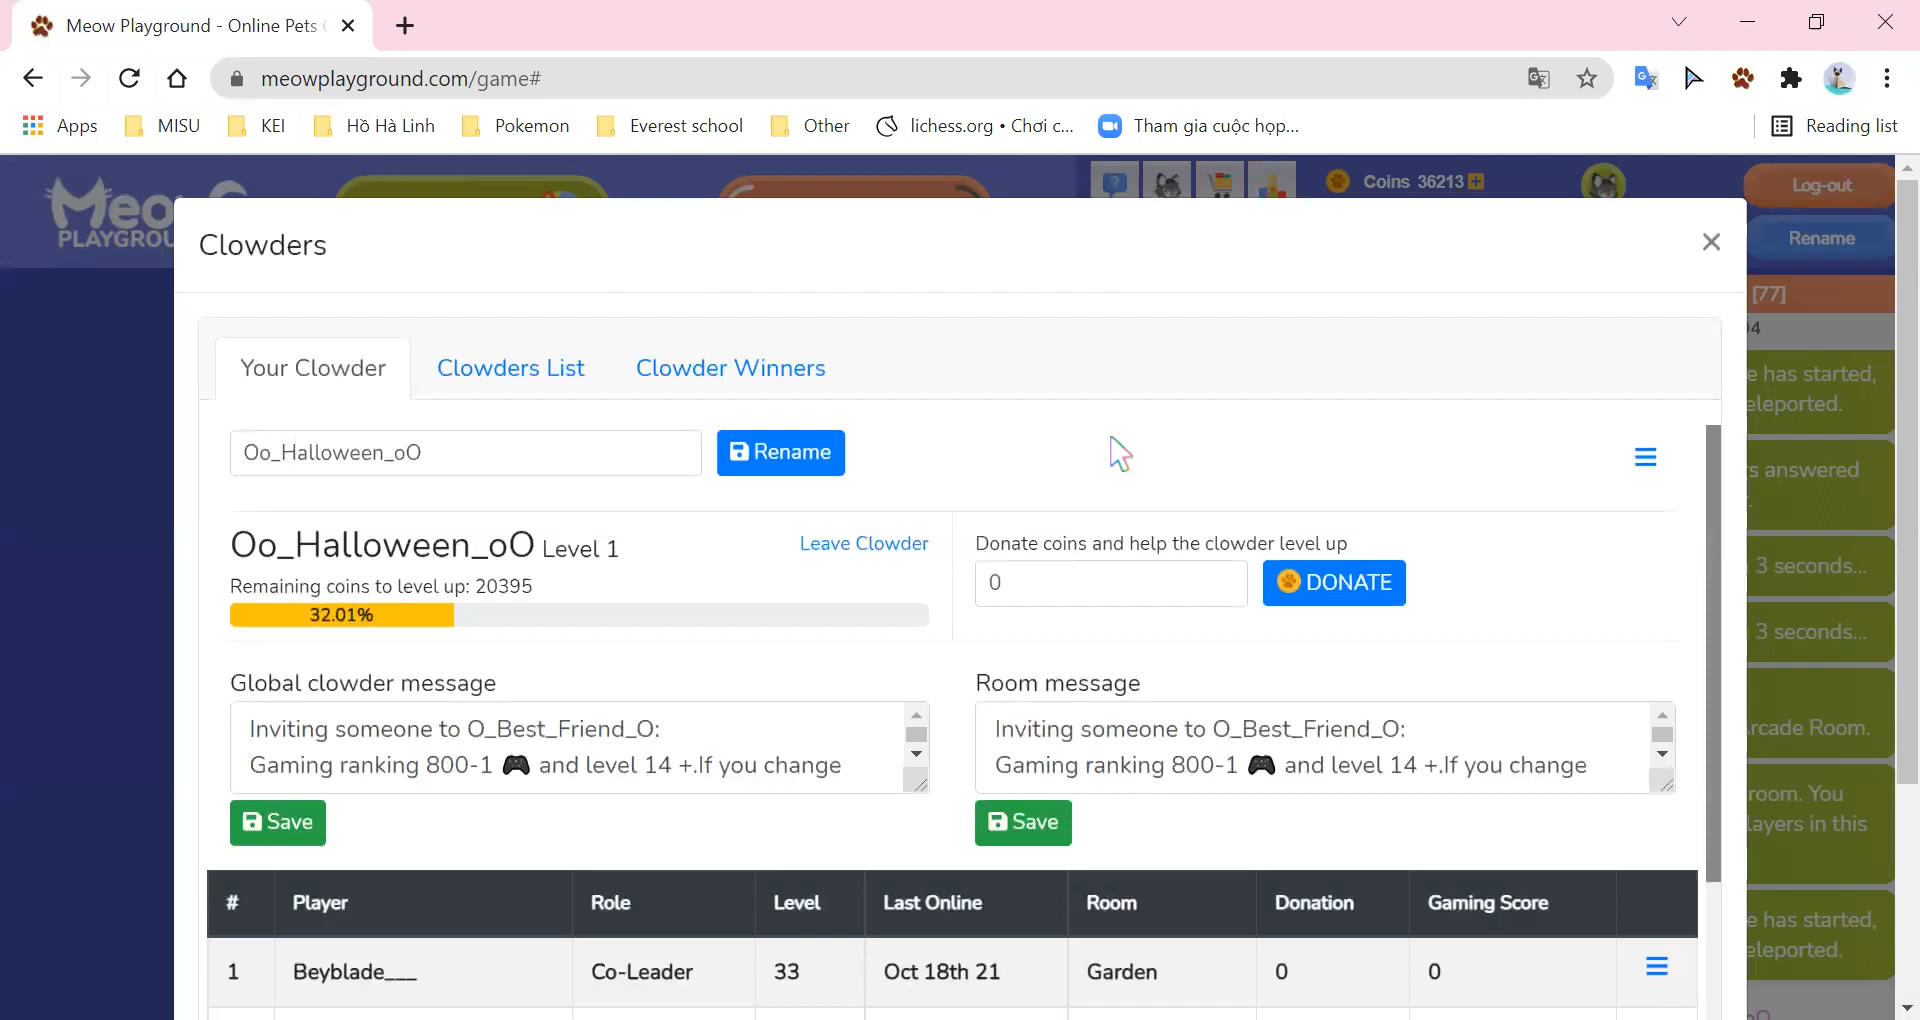 Meow Playground - Online Pets
meowplayground.com/game#
Apps
MISU
KEI
Hồ Hà Linh
Pokemon
Everest school
Other
lichess.org • Chơi c...
Tham gia cuộc họp...
Reading list
Meo
PLAYGROU
Coins 36213
Log-out
Rename
Clowders
[77]
Your Clowder
Clowders List
Clowder Winners
e has started,
eleported.
Oo_Halloween_oO
Rename
s answered
Oo_Halloween_oO Level 1
Leave Clowder
Donate coins and help the clowder level up
Remaining coins to level up: 20395
0
DONATE
3 seconds...
32.01%
3 seconds...
Global clowder message
Room message
Inviting someone to O_Best_Friend_O:
Gaming ranking 800-1 🎮 and level 14 +.If you change
Inviting someone to O_Best_Friend_O:
Gaming ranking 800-1 🎮 and level 14 +.If you change
rcade Room.
Save
Save
room. You
layers in this
# Player Role Level Last Online Room Donation Gaming Score
e has started,
eleported.
1 Beyblade___ Co-Leader 33 Oct 18th 21 Garden 0 0